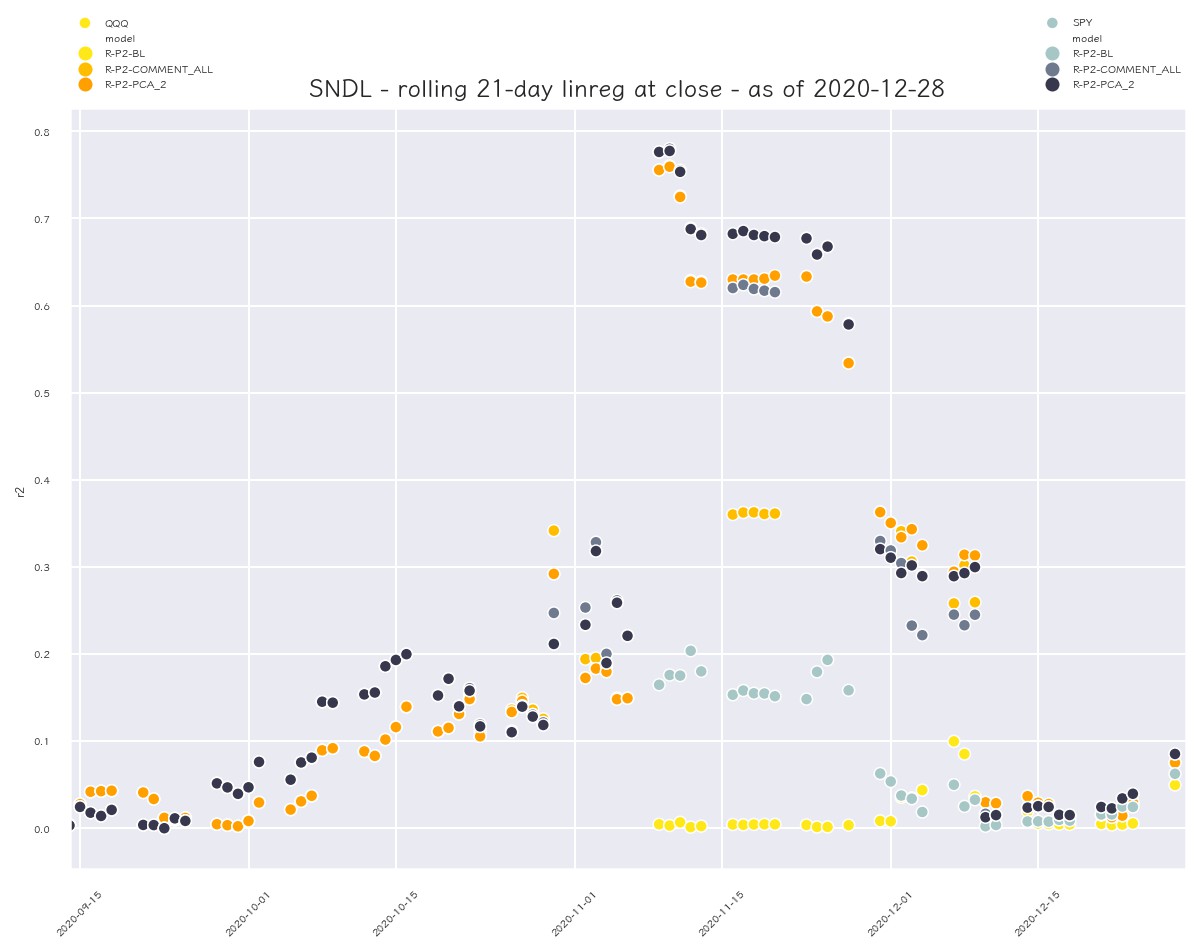 QQQ
model
R-P2-BL
R-P2-COMMENT_ALL
R-P2-PCA_2
SPY
model
R-P2-BL
R-P2-COMMENT_ALL
R-P2-PCA_2
SNDL - rolling 21-day linreg at close - as of 2020-12-28
0.8
0.7
0.6
0.5
0.4
0.3
0.2
0.1
0.0
r2
2020-09-15
2020-10-01
2020-10-15
2020-11-01
2020-11-15
2020-12-01
2020-12-15